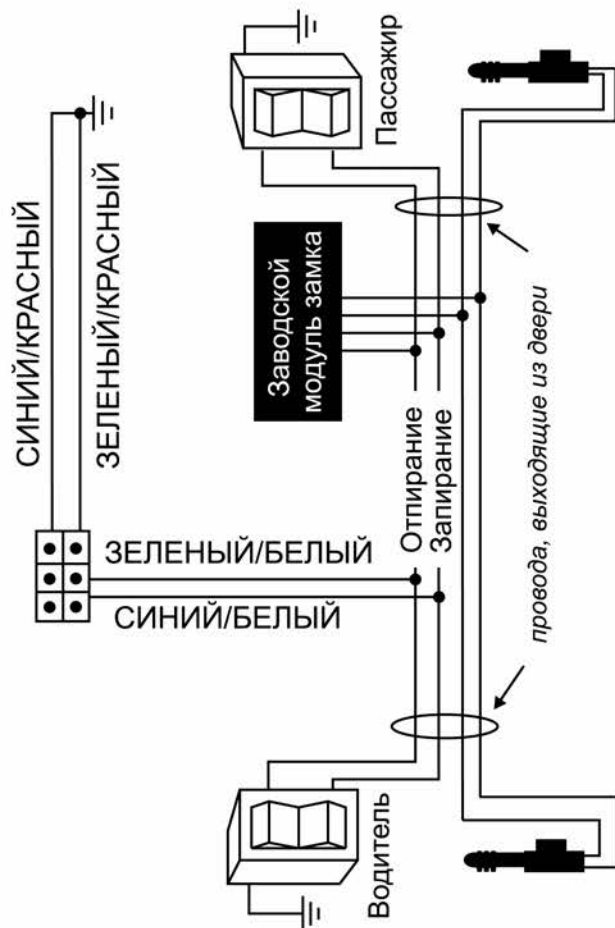 СИНИЙ/КРАСНЫЙ
ЗЕЛЕНЫЙ/КРАСНЫЙ
ЗЕЛЕНЫЙ/БЕЛЫЙ
СИНИЙ/БЕЛЫЙ
Заводской
модуль замка
Пассажир
Отпирание
Запирание
Водитель
провода, выходящие из двери